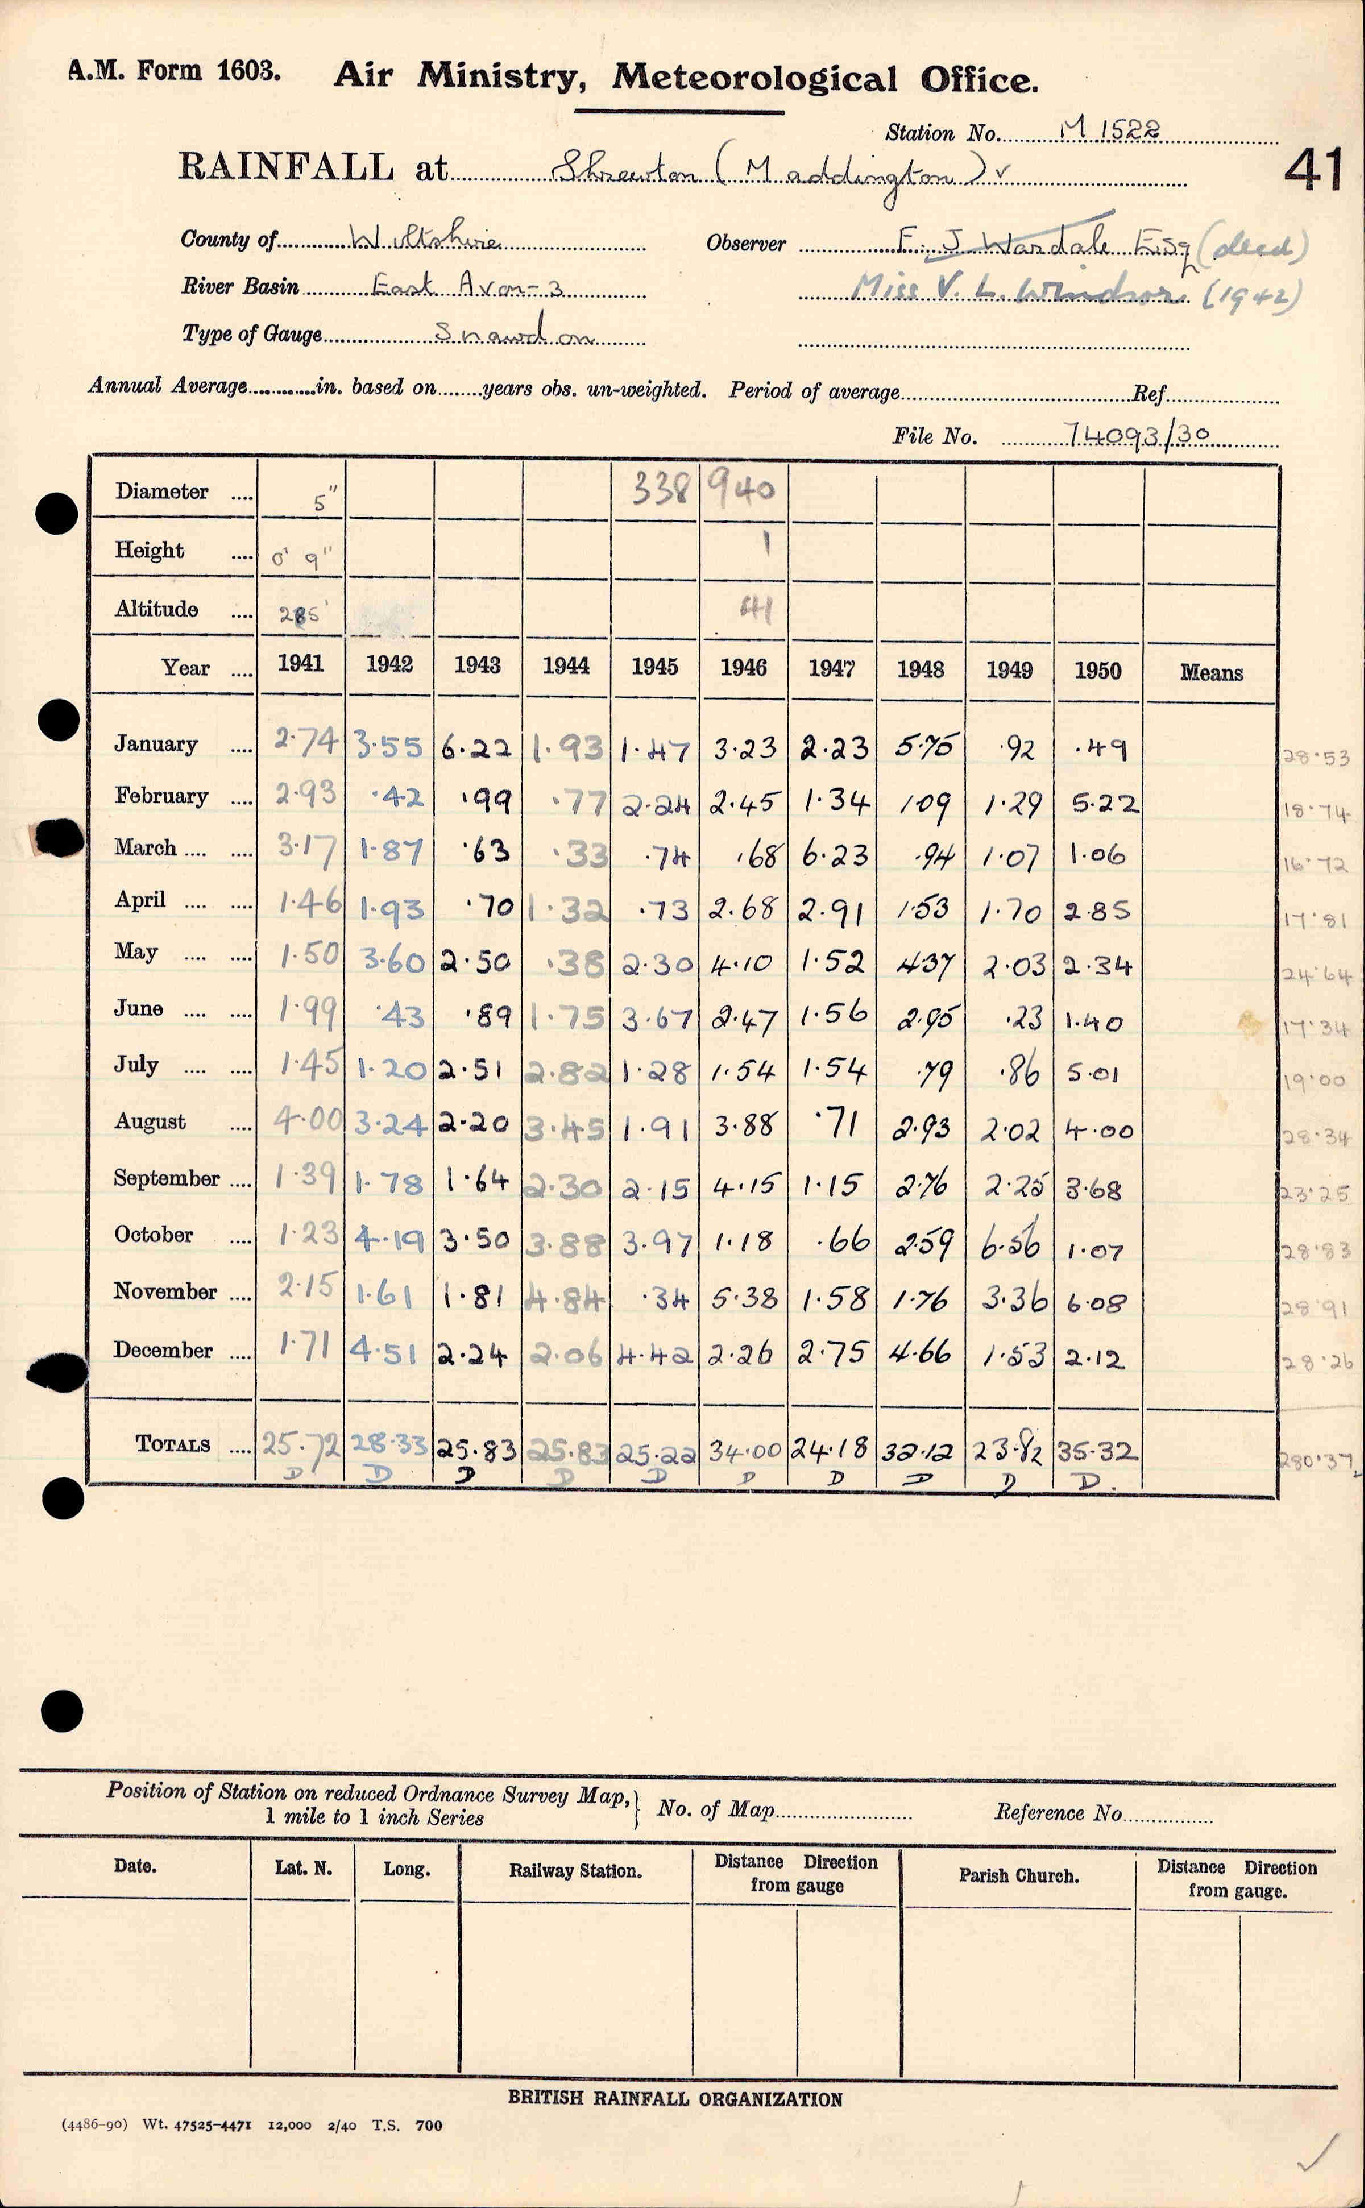 A.M. Form 1603. Air Ministry, Meteorological Office.
Station No. M 1522
RAINFALL at Shrewton (Maddington) ✓ 41
County of Wiltshire Observer F. J. Wardale Esq (dead)
River Basin East Avon-3 Miss V. L. Windsor (1942)
Type of Gauge Snowdon
Annual Average............in. based on........years obs. un-weighted. Period of average............Ref............
File No. 74093/30
Diameter .... 5" 338 940
Height .... 0' 9" 1
Altitude .... 285' 41
Year .... 1941 1942 1943 1944 1945 1946 1947 1948 1949 1950 Means
January .... 2.74 3.55 6.22 1.93 1.47 3.23 2.23 5.75 .92 .49 28.53
February .... 2.93 .42 .99 .77 2.24 2.45 1.34 1.09 1.29 5.22 18.74
March .... .... 3.17 1.87 .63 .33 .74 .68 6.23 .94 1.07 1.06 16.72
April .... .... 1.46 1.93 .70 1.32 .73 2.68 2.91 1.53 1.70 2.85 17.81
May .... .... 1.50 3.60 2.50 .38 2.30 4.10 1.52 4.37 2.03 2.34 24.64
June .... .... 1.99 .43 .89 1.75 3.67 2.47 1.56 2.95 .23 1.40 17.34
July .... .... 1.45 1.20 2.51 2.82 1.28 1.54 1.54 .79 .86 5.01 19.00
August .... 4.00 3.24 2.20 3.45 1.91 3.88 .71 2.93 2.02 4.00 28.34
September .... 1.39 1.78 1.64 2.30 2.15 4.15 1.15 2.76 2.25 3.68 23.25
October .... 1.23 4.19 3.50 3.88 3.97 1.18 .66 2.59 6.56 1.07 28.83
November .... 2.15 1.61 1.81 4.84 .34 5.38 1.58 1.76 3.36 6.08 28.91
December .... 1.71 4.51 2.24 2.06 4.42 2.26 2.75 4.66 1.53 2.12 28.26
TOTALS .... 25.72 28.33 25.83 25.83 25.22 34.00 24.18 32.12 23.82 35.32 280.37
D D D D D D D D D D.
Position of Station on reduced Ordnance Survey Map,} No. of Map............ Reference No............
1 mile to 1 inch Series
Date. Lat. N. Long. Railway Station. Distance Direction from gauge Parish Church. Distance Direction from gauge.
BRITISH RAINFALL ORGANIZATION
(4486-90) Wt. 47525-4471 12,000 2/40 T.S. 700
✓